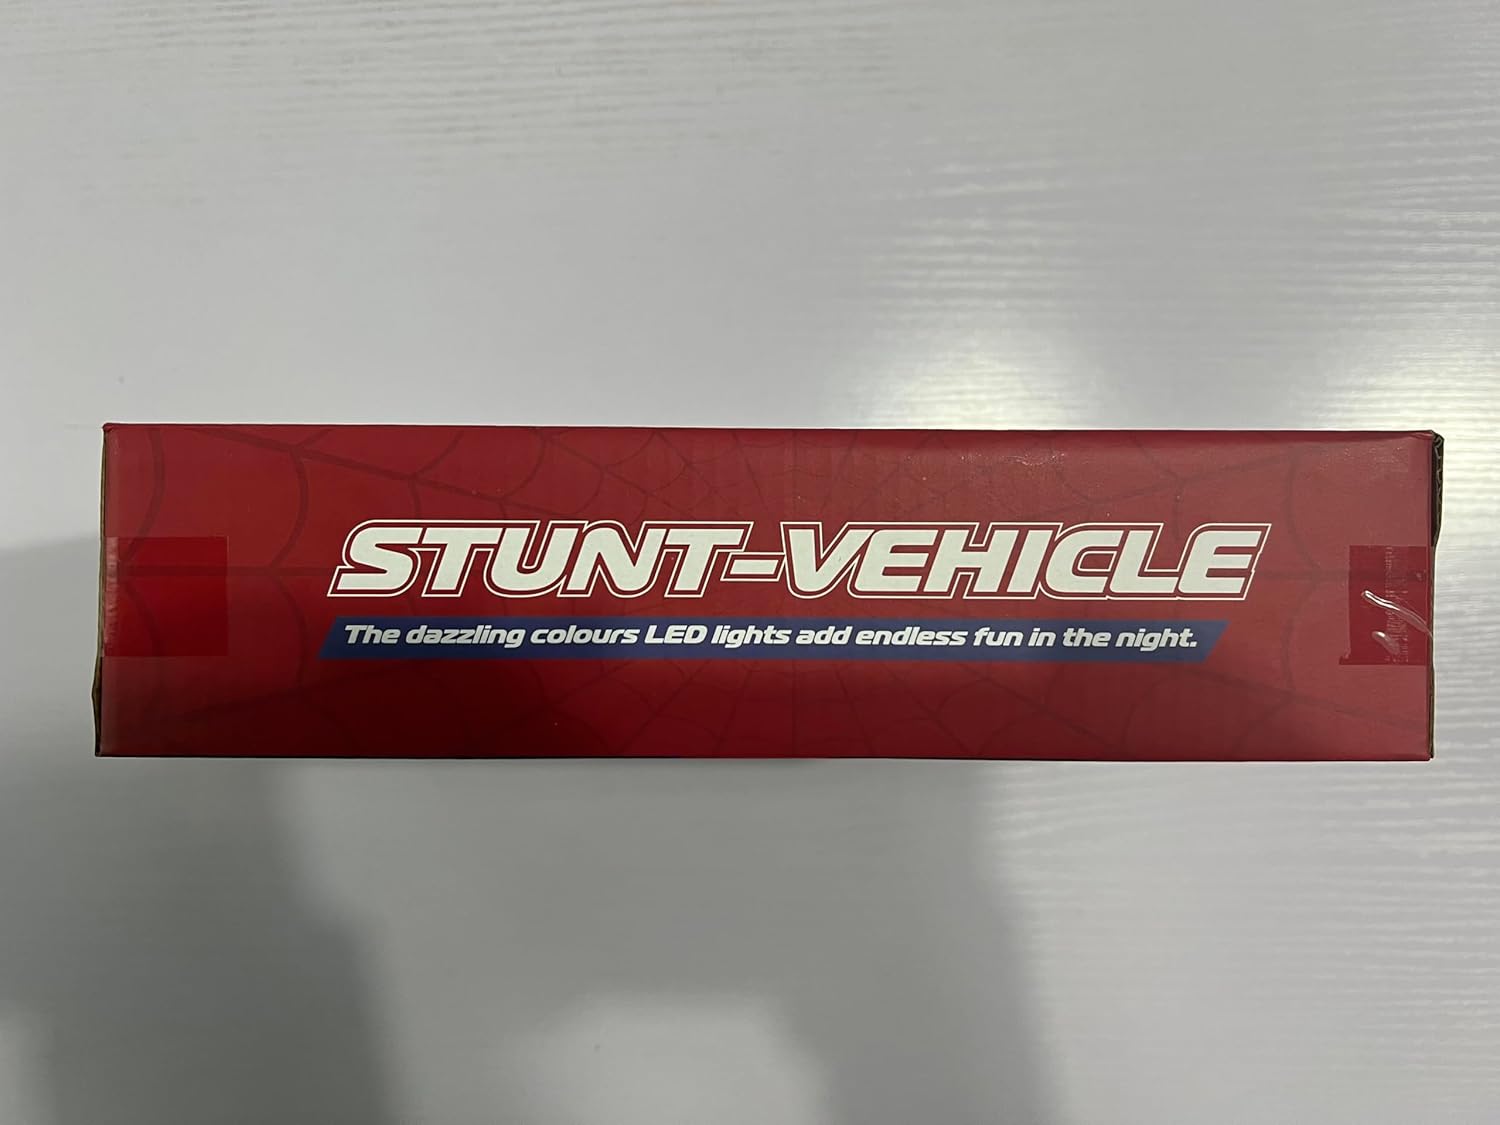 STUNT-VEHICLE
The dazzling colours LED lights add endless fun in the night.